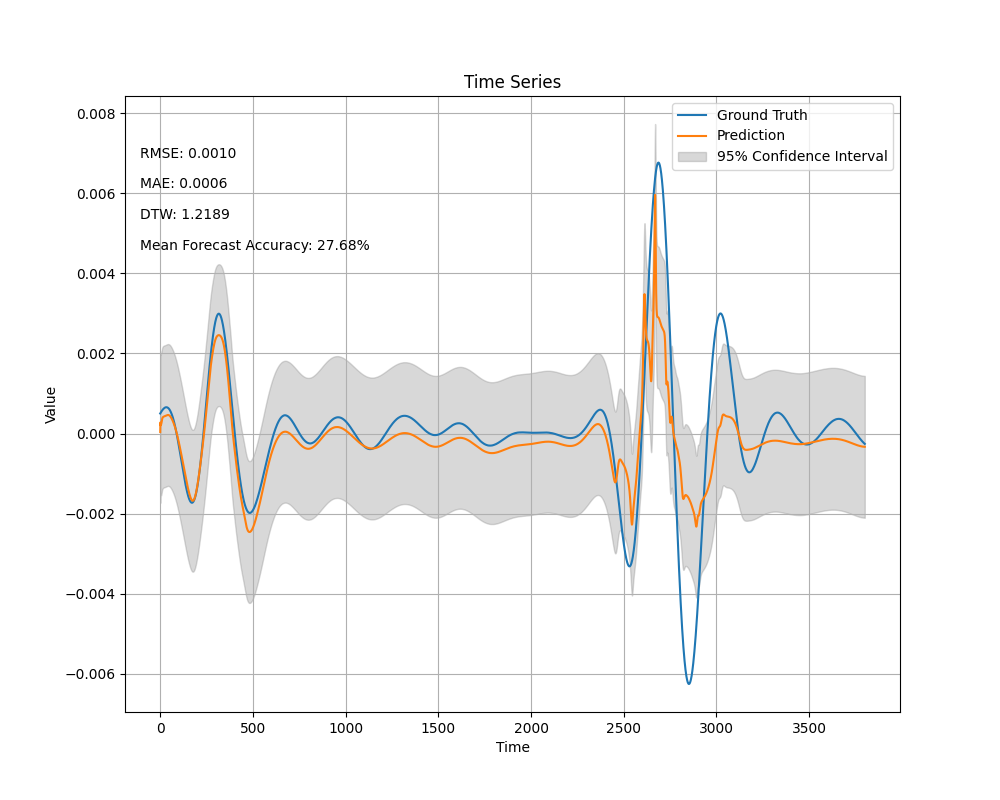 Time Series
Ground Truth
Prediction
95% Confidence Interval
RMSE: 0.0010
MAE: 0.0006
DTW: 1.2189
Mean Forecast Accuracy: 27.68%
Value
0.008
0.006
0.004
0.002
0.000
−0.002
−0.004
−0.006
0 500 1000 1500 2000 2500 3000 3500
Time